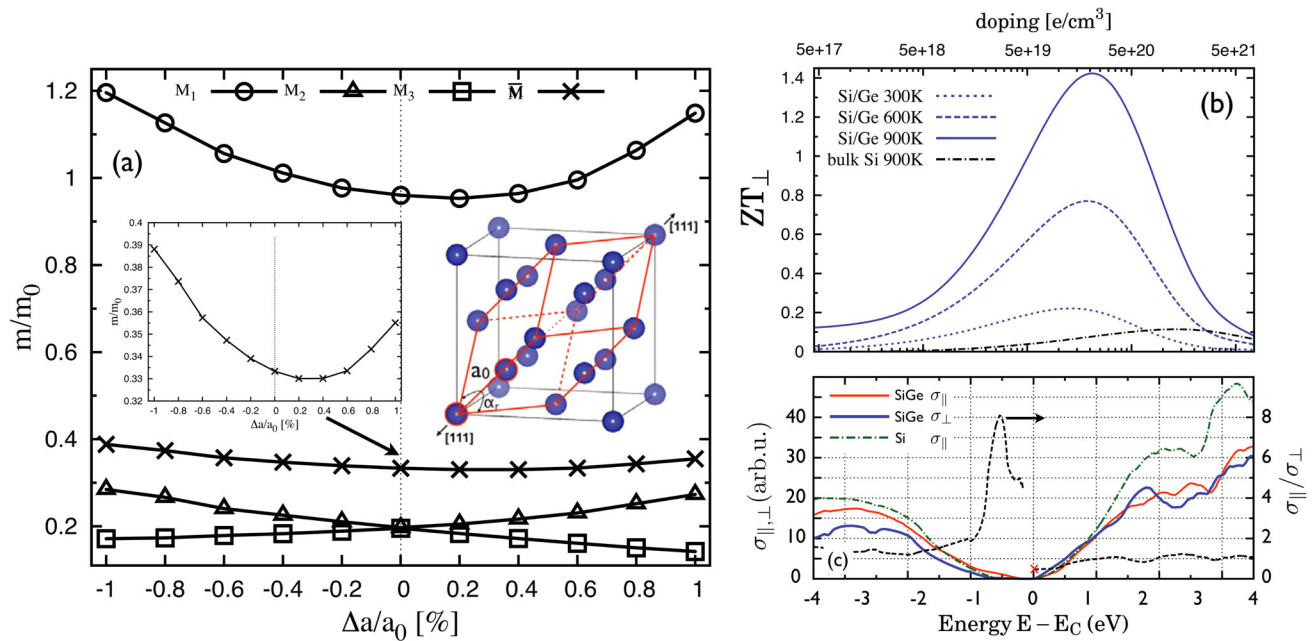 M₁ M₂ M₃ M̅
(a)
1.2
1
0.8
0.6
0.4
0.2
m/m₀
-1 -0.8 -0.6 -0.4 -0.2 0 0.2 0.4 0.6 0.8 1
Δa/a₀ [%]
0.4
0.39
0.38
0.37
0.36
0.35
0.34
0.33
0.32
m/m₀
-1 -0.8 -0.6 -0.4 -0.2 0 0.2 0.4 0.6 0.8 1
Δa/a₀ [%]
[111]
a₀
αᵣ
[111]
doping [e/cm³]
5e+17 5e+18 5e+19 5e+20 5e+21
(b)
Si/Ge 300K
Si/Ge 600K
Si/Ge 900K
bulk Si 900K
1.4
1.2
1
0.8
0.6
0.4
0.2
0
ZT⊥
SiGe σ∥
SiGe σ⊥
Si σ∥
40
35
30
25
20
15
10
5
0
σ∥,⊥ (arb.u.)
8
6
4
2
0
σ∥/σ⊥
(c)
-4 -3 -2 -1 0 1 2 3 4
Energy E – E_C (eV)